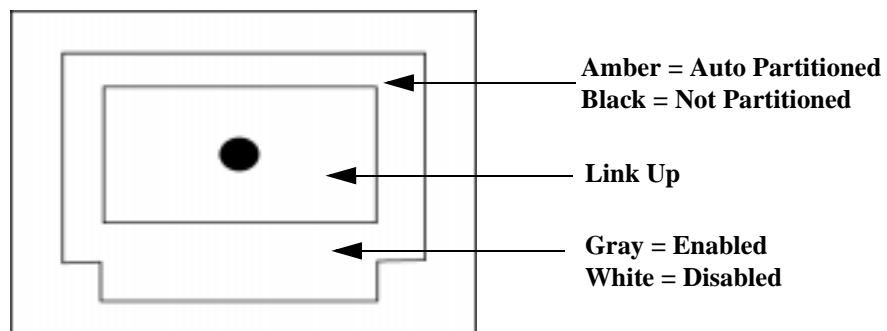 Amber = Auto Partitioned
Black = Not Partitioned
Link Up
Gray = Enabled
White = Disabled